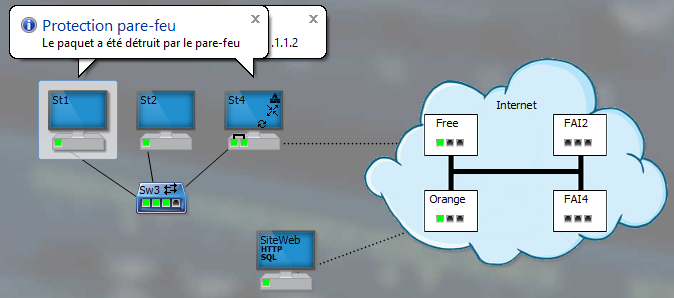 Protection pare-feu
Le paquet a été détruit par le pare-feu
.1.1.2
St1
St2
St4
Internet
Free
FAI2
Sw3
Orange
FAI4
SiteWeb
HTTP
SQL